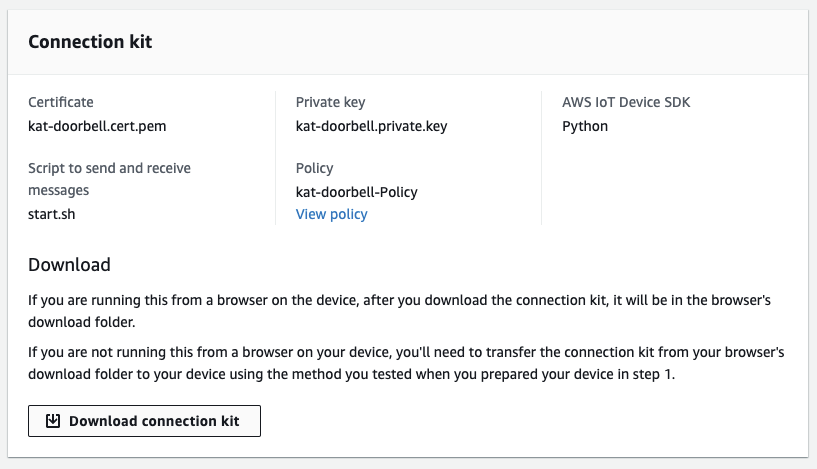 Connection kit
Certificate
kat-doorbell.cert.pem
Private key
kat-doorbell.private.key
AWS IoT Device SDK
Python
Script to send and receive
messages
start.sh
Policy
kat-doorbell-Policy
View policy
Download
If you are running this from a browser on the device, after you download the connection kit, it will be in the browser's
download folder.
If you are not running this from a browser on your device, you'll need to transfer the connection kit from your browser's
download folder to your device using the method you tested when you prepared your device in step 1.
Download connection kit